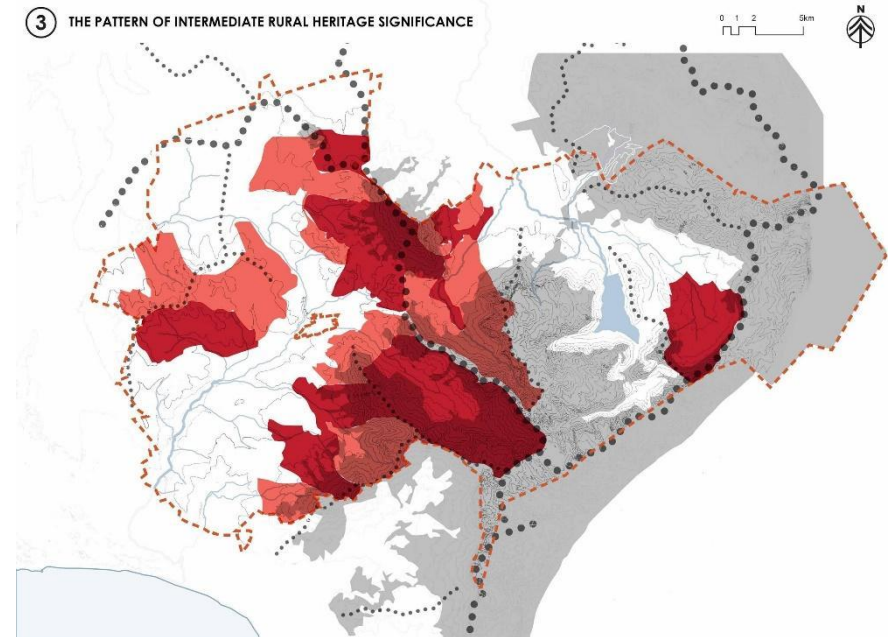 3 THE PATTERN OF INTERMEDIATE RURAL HERITAGE SIGNIFICANCE
0 1 2 5km
N